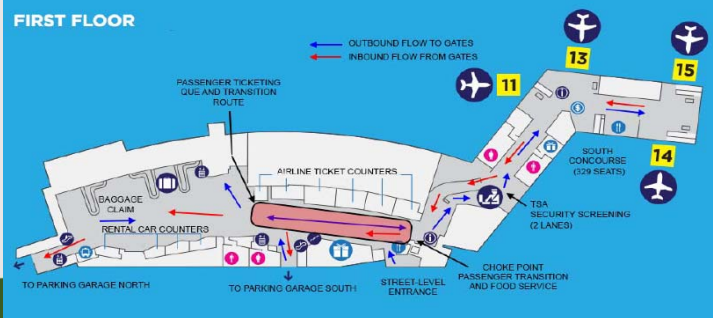 FIRST FLOOR
OUTBOUND FLOW TO GATES
INBOUND FLOW FROM GATES
13
15
11
PASSENGER TICKETING
QUE AND TRANSITION
ROUTE
14
SOUTH
CONCOURSE
(329 SEATS)
AIRLINE TICKET COUNTERS
BAGGAGE
CLAIM
RENTAL CAR COUNTERS
TSA
SECURITY SCREENING
(2 LANES)
CHOKE POINT
PASSENGER TRANSITION
AND FOOD SERVICE
TO PARKING GARAGE NORTH
TO PARKING GARAGE SOUTH
STREET-LEVEL
ENTRANCE